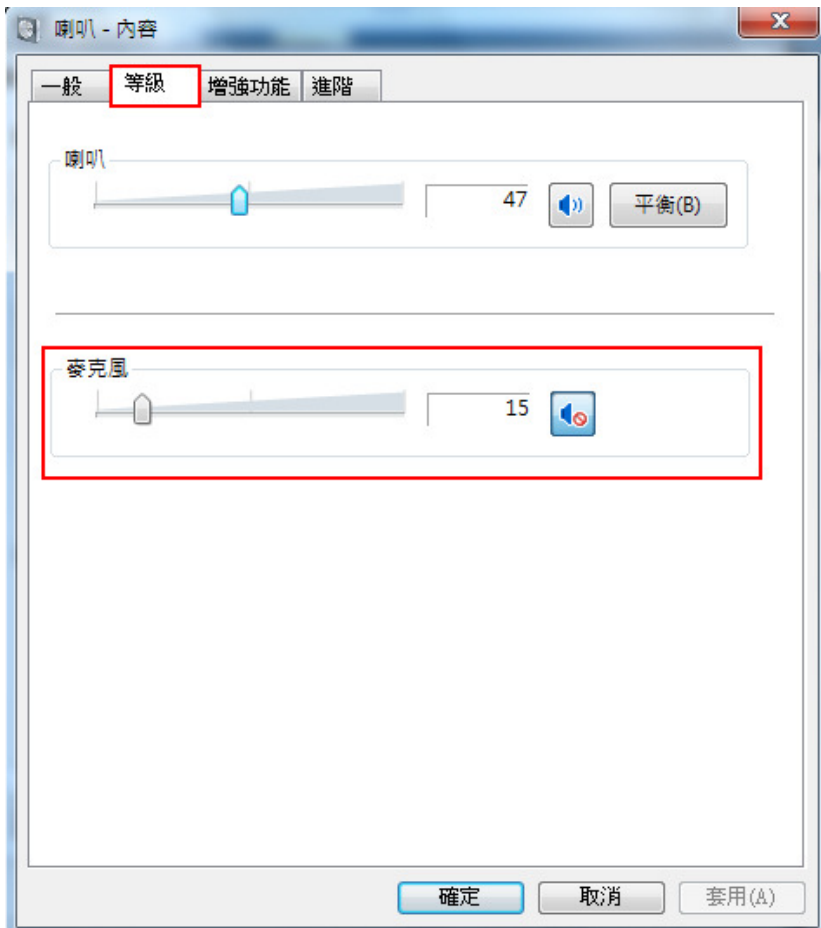 喇叭 - 內容
一般 等級 增強功能 進階
喇叭
47 平衡(B)
麥克風
15
確定 取消 套用(A)